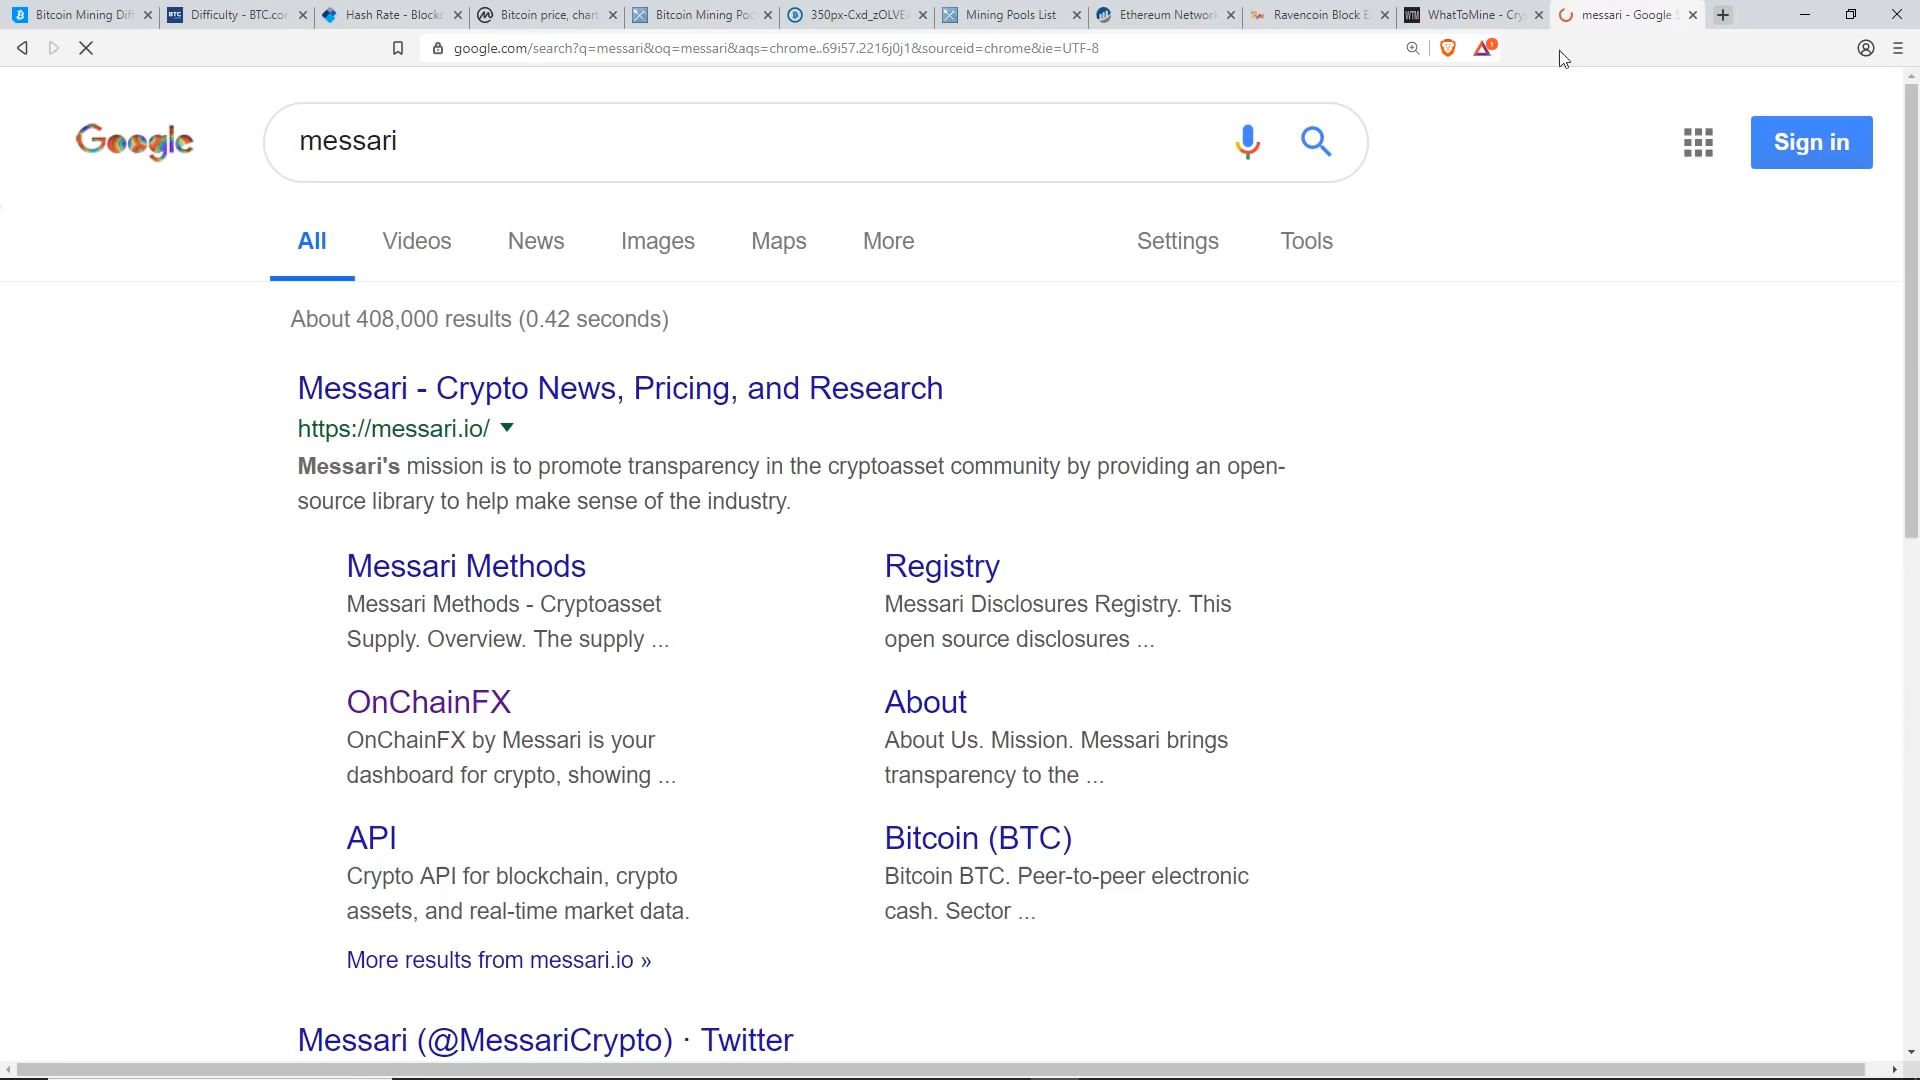 Bitcoin Mining Dif
BTC Difficulty - BTC.co
Hash Rate - Blockc
Bitcoin price, chart
Bitcoin Mining Poo
350px-Cxd_zOLVE
Mining Pools List
Ethereum Network
Ravencoin Block E
WTM WhatToMine - Cry
messari - Google S
google.com/search?q=messari&oq=messari&aqs=chrome..69i57.2216j0j1&sourceid=chrome&ie=UTF-8
1
Google
messari
Sign in
All Videos News Images Maps More Settings Tools
About 408,000 results (0.42 seconds)
Messari - Crypto News, Pricing, and Research
https://messari.io/
Messari's mission is to promote transparency in the cryptoasset community by providing an open-
source library to help make sense of the industry.
Messari Methods
Messari Methods - Cryptoasset
Supply. Overview. The supply ...
Registry
Messari Disclosures Registry. This
open source disclosures ...
OnChainFX
OnChainFX by Messari is your
dashboard for crypto, showing ...
About
About Us. Mission. Messari brings
transparency to the ...
API
Crypto API for blockchain, crypto
assets, and real-time market data.
Bitcoin (BTC)
Bitcoin BTC. Peer-to-peer electronic
cash. Sector ...
More results from messari.io »
Messari (@MessariCrypto) · Twitter